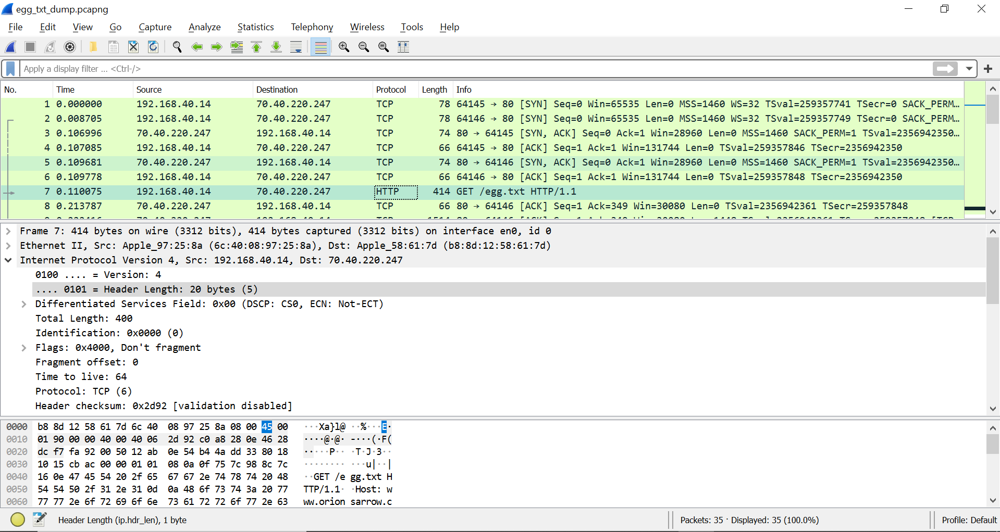 egg_txt_dump.pcapng
File Edit View Go Capture Analyze Statistics Telephony Wireless Tools Help
Apply a display filter ... <Ctrl-/>
No. Time Source Destination Protocol Length Info
1 0.000000 192.168.40.14 70.40.220.247 TCP 78 64145 → 80 [SYN] Seq=0 Win=65535 Len=0 MSS=1460 WS=32 TSval=259357741 TSecr=0 SACK_PERM…
2 0.008705 192.168.40.14 70.40.220.247 TCP 78 64146 → 80 [SYN] Seq=0 Win=65535 Len=0 MSS=1460 WS=32 TSval=259357749 TSecr=0 SACK_PERM…
3 0.106996 70.40.220.247 192.168.40.14 TCP 74 80 → 64145 [SYN, ACK] Seq=0 Ack=1 Win=28960 Len=0 MSS=1460 SACK_PERM=1 TSval=2356942350…
4 0.107085 192.168.40.14 70.40.220.247 TCP 66 64145 → 80 [ACK] Seq=1 Ack=1 Win=131744 Len=0 TSval=259357846 TSecr=2356942350
5 0.109681 70.40.220.247 192.168.40.14 TCP 74 80 → 64146 [SYN, ACK] Seq=0 Ack=1 Win=28960 Len=0 MSS=1460 SACK_PERM=1 TSval=2356942350…
6 0.109778 192.168.40.14 70.40.220.247 TCP 66 64146 → 80 [ACK] Seq=1 Ack=1 Win=131744 Len=0 TSval=259357848 TSecr=2356942350
7 0.110075 192.168.40.14 70.40.220.247 HTTP 414 GET /egg.txt HTTP/1.1
8 0.213787 70.40.220.247 192.168.40.14 TCP 66 80 → 64146 [ACK] Seq=1 Ack=349 Win=30080 Len=0 TSval=2356942361 TSecr=259357848
Frame 7: 414 bytes on wire (3312 bits), 414 bytes captured (3312 bits) on interface en0, id 0
Ethernet II, Src: Apple_97:25:8a (6c:40:08:97:25:8a), Dst: Apple_58:61:7d (b8:8d:12:58:61:7d)
Internet Protocol Version 4, Src: 192.168.40.14, Dst: 70.40.220.247
0100 .... = Version: 4
.... 0101 = Header Length: 20 bytes (5)
Differentiated Services Field: 0x00 (DSCP: CS0, ECN: Not-ECT)
Total Length: 400
Identification: 0x0000 (0)
Flags: 0x4000, Don't fragment
Fragment offset: 0
Time to live: 64
Protocol: TCP (6)
Header checksum: 0x2d92 [validation disabled]
0000 b8 8d 12 58 61 7d 6c 40 08 97 25 8a 08 00 45 00 ···Xa}l@ ··%···E·
0010 01 90 00 00 40 00 40 06 2d 92 c0 a8 28 0e 46 28 ····@·@· -···(·F(
0020 dc f7 fa 92 00 50 12 ab 0e 54 b4 4a dd 33 80 18 ·····P·· ·T·J·3··
0030 10 15 cb ac 00 00 01 01 08 0a 0f 75 7c 98 8c 7c ········ ···u|··|
0040 16 0e 47 45 54 20 2f 65 67 67 2e 74 78 74 20 48 ··GET /e gg.txt H
0050 54 54 50 2f 31 2e 31 0d 0a 48 6f 73 74 3a 20 77 TTP/1.1· ·Host: w
0060 77 77 2e 6f 72 69 6f 6e 73 61 72 72 6f 77 2e 63 ww.orion sarrow.c
Header Length (ip.hdr_len), 1 byte Packets: 35 · Displayed: 35 (100.0%) Profile: Default